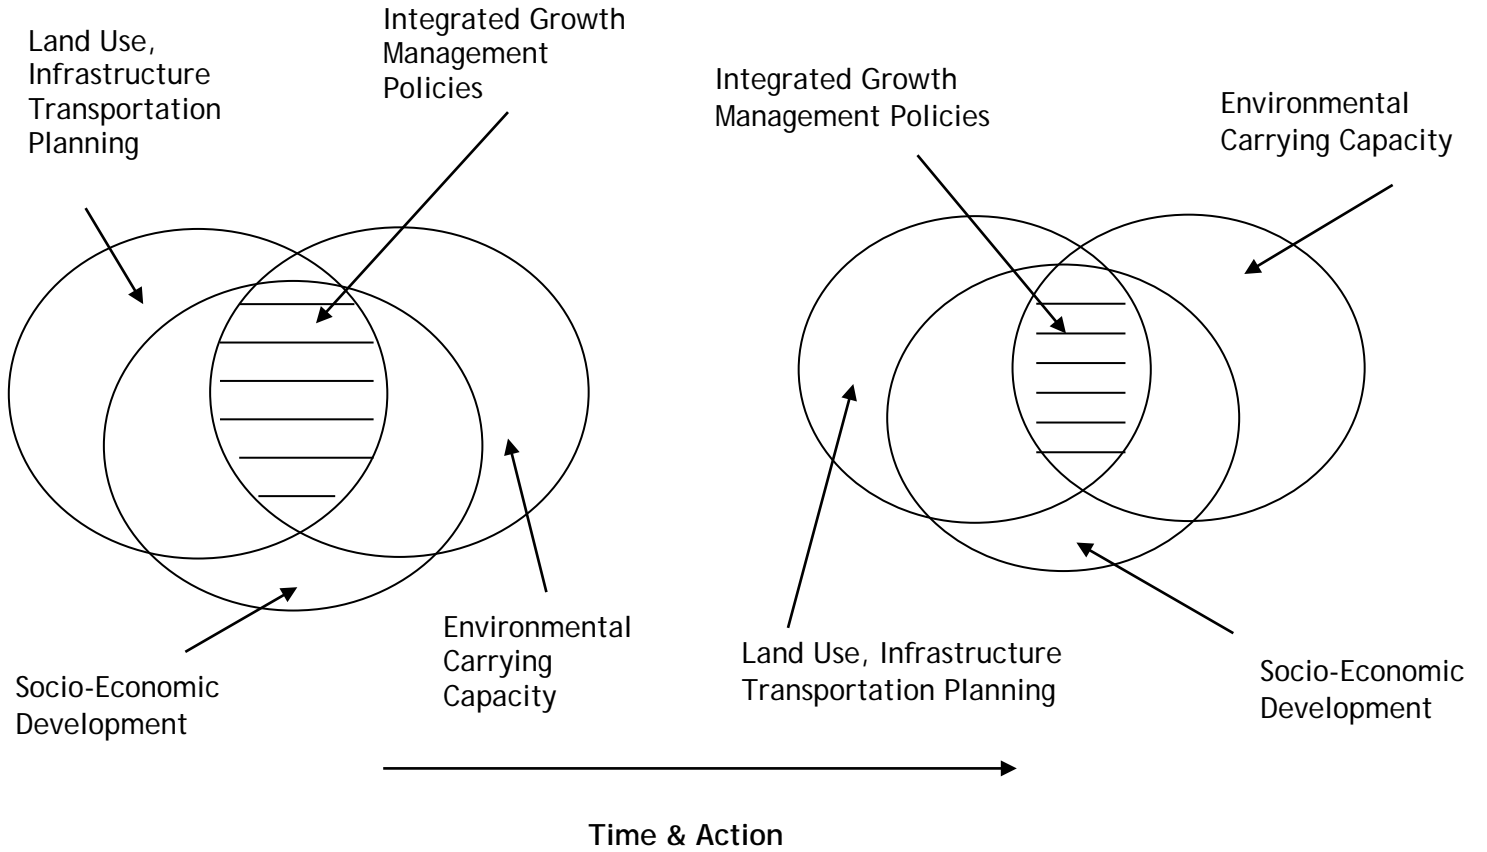 Land Use,
Infrastructure
Transportation
Planning
Integrated Growth
Management
Policies
Integrated Growth
Management Policies
Environmental
Carrying Capacity
Socio-Economic
Development
Environmental
Carrying
Capacity
Land Use, Infrastructure
Transportation Planning
Socio-Economic
Development
Time & Action